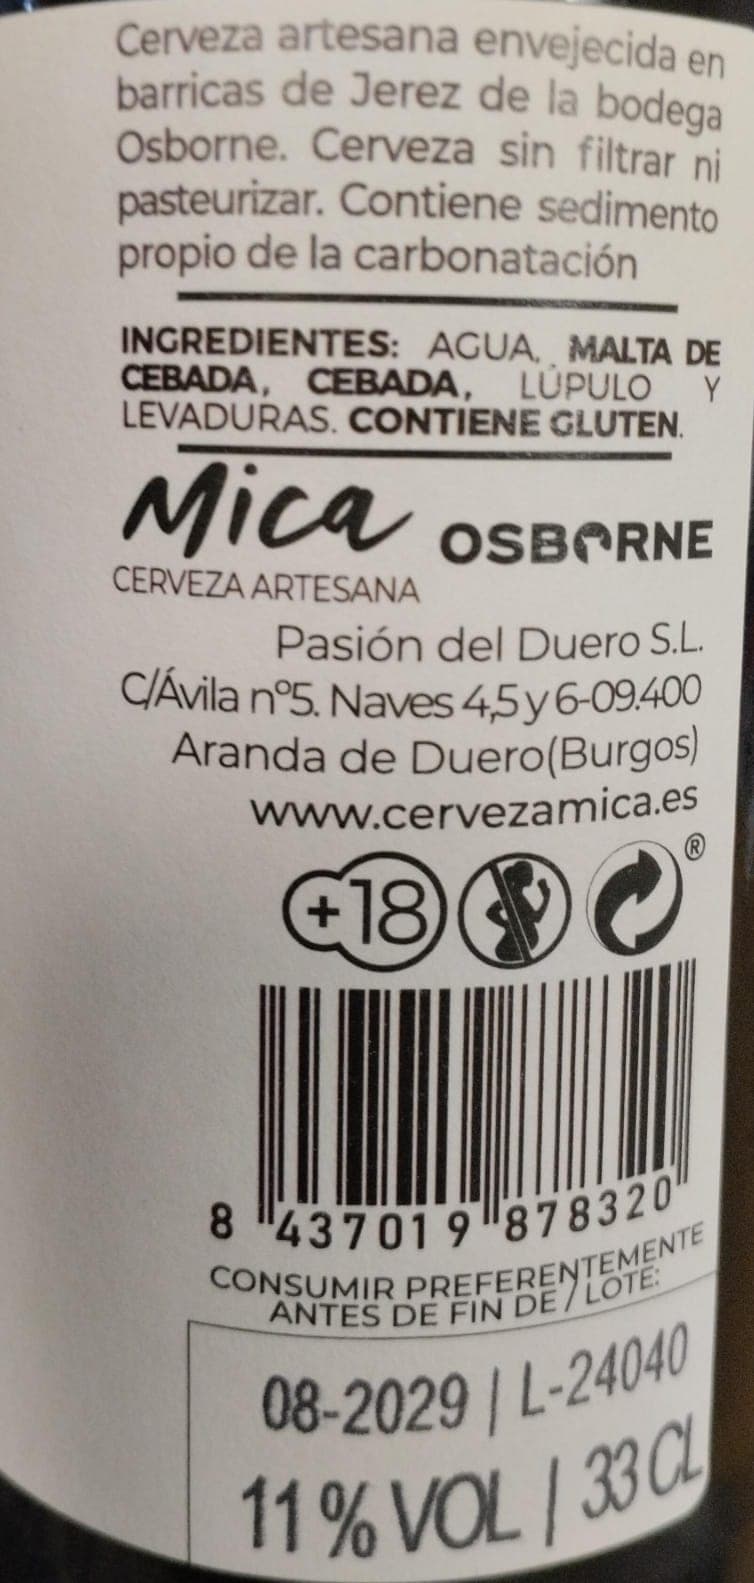 Cerveza artesana envejecida en
barricas de Jerez de la bodega
Osborne. Cerveza sin filtrar ni
pasteurizar. Contiene sedimento
propio de la carbonatación
INGREDIENTES: AGUA, MALTA DE
CEBADA, CEBADA, LÚPULO Y
LEVADURAS. CONTIENE GLUTEN.
Mica OSBORNE
CERVEZA ARTESANA
Pasión del Duero S.L.
C/Ávila nº5. Naves 4,5 y 6-09.400
Aranda de Duero(Burgos)
www.cervezamica.es
+18 ®
8 437019 878320
CONSUMIR PREFERENTEMENTE
ANTES DE FIN DE / LOTE:
08-2029 | L-24040
11 % VOL | 33 CL